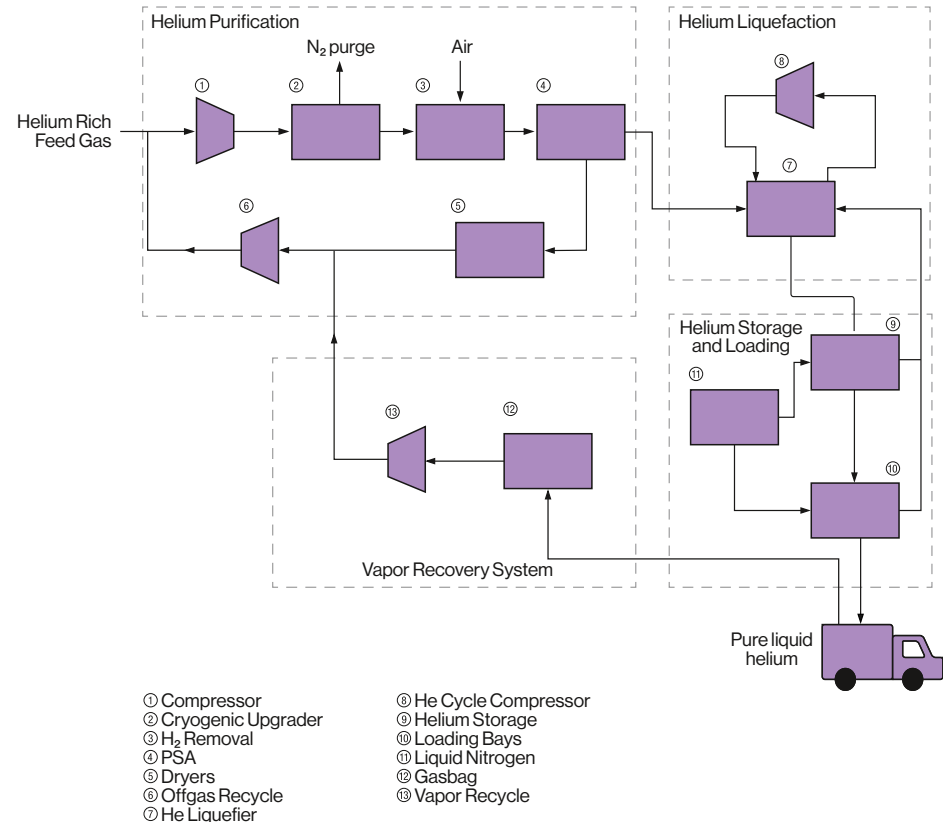 Helium Purification
Helium Liquefaction
N₂ purge
Air
⑧
①
②
③
④
Helium Rich
Feed Gas
⑦
⑥
⑤
Helium Storage
and Loading
⑨
⑪
⑬
⑫
⑩
Vapor Recovery System
Pure liquid
helium
① Compressor
② Cryogenic Upgrader
③ H₂ Removal
④ PSA
⑤ Dryers
⑥ Offgas Recycle
⑦ He Liquefier
⑧ He Cycle Compressor
⑨ Helium Storage
⑩ Loading Bays
⑪ Liquid Nitrogen
⑫ Gasbag
⑬ Vapor Recycle